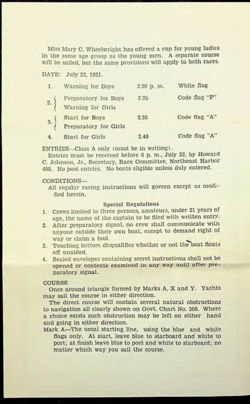 Miss Mary C. Wheelwright has offered a cup for young ladies
in the same age group as the young men. A separate course
will be sailed, but the same provisions will apply to both races.
DATE: July 23, 1931.
1. Warning for Boys 2.20 p. m. White flag
2. { Preparatory for Boys 2.25 Code flag "P"
Warning for Girls
3. { Start for Boys 2.35 Code flag "A"
Preparatory for Girls
4. Start for Girls 2.40 Code flag "A"
ENTRIES—Class A only (must be in writing).
Entries must be received before 6 p. m., July 22, by Howard
C. Johnson, Jr., Secretary, Race Committee, Northeast Harbor
408. No post entries. No boats eligible unless duly entered.
CONDITIONS—
All regular racing instructions will govern except as modi-
fied herein.
Special Regulations
1. Crews limited to three persons, amateurs, under 21 years of
age, the name of the captain to be filed with written entry.
2. After preparatory signal, no crew shall communicate with
anyone outside their own boat, except to demand right of
way or claim a foul.
3. Touching bottom disqualifies whether or not the boat floats
off unaided.
4. Sealed envelopes containing secret instructions shall not be
opened or contents examined in any way until after pre-
paratory signal.
COURSE
Once around triangle formed by Marks A, X and Y. Yachts
may sail the course in either direction.
The direct course will contain several natural obstructions
to navigation all clearly shown on Govt. Chart No. 306. Where
a choice exists such obstruction may be left on either hand
and going in either direction.
Mark A—The usual starting line, using the blue and white
flags only. At start, leave blue to starboard and white to
port; at finish leave blue to port and white to starboard; no
matter which way you sail the course.